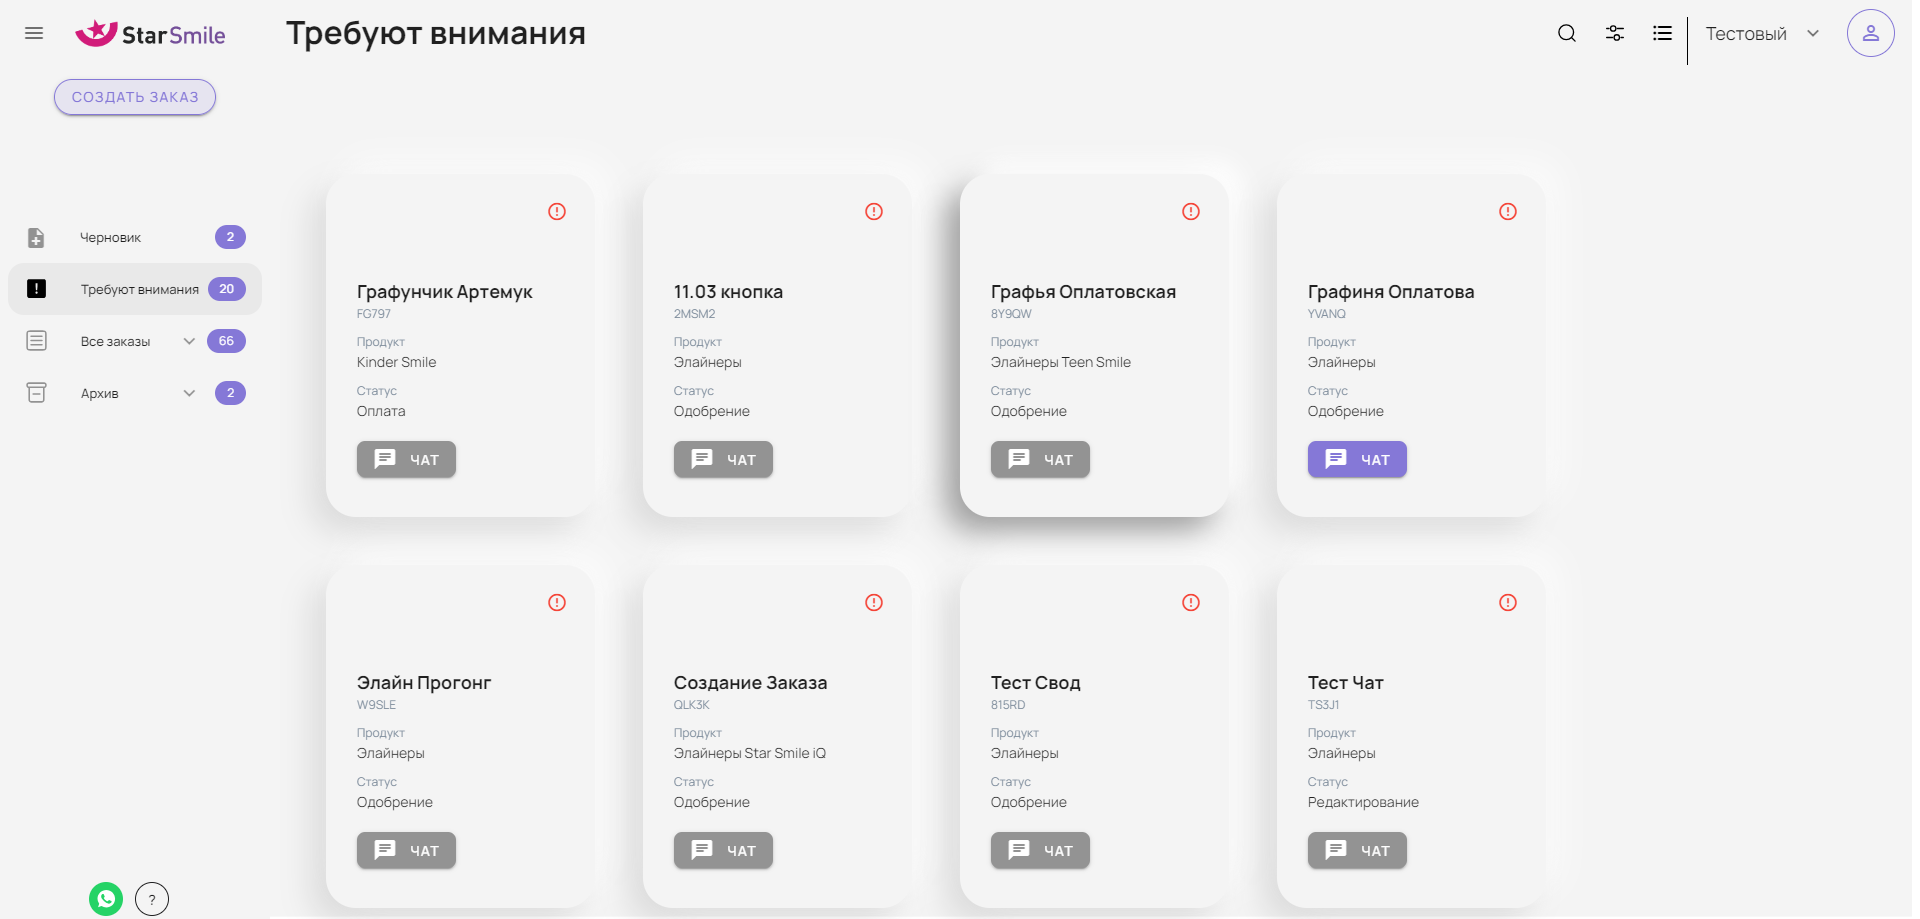 StarSmile
Требуют внимания
Тестовый
СОЗДАТЬ ЗАКАЗ
Черновик 2
Требуют внимания 20
Все заказы 66
Архив 2
Графунчик Артемук
FG797
Продукт
Kinder Smile
Статус
Оплата
ЧАТ
11.03 кнопка
2MSM2
Продукт
Элайнеры
Статус
Одобрение
ЧАТ
Графья Оплатовская
8Y9QW
Продукт
Элайнеры Teen Smile
Статус
Одобрение
ЧАТ
Графиня Оплатова
YVANQ
Продукт
Элайнеры
Статус
Одобрение
ЧАТ
Элайн Прогонг
W9SLE
Продукт
Элайнеры
Статус
Одобрение
ЧАТ
Создание Заказа
QLK3K
Продукт
Элайнеры Star Smile iQ
Статус
Одобрение
ЧАТ
Тест Свод
815RD
Продукт
Элайнеры
Статус
Одобрение
ЧАТ
Тест Чат
TS3J1
Продукт
Элайнеры
Статус
Редактирование
ЧАТ
?